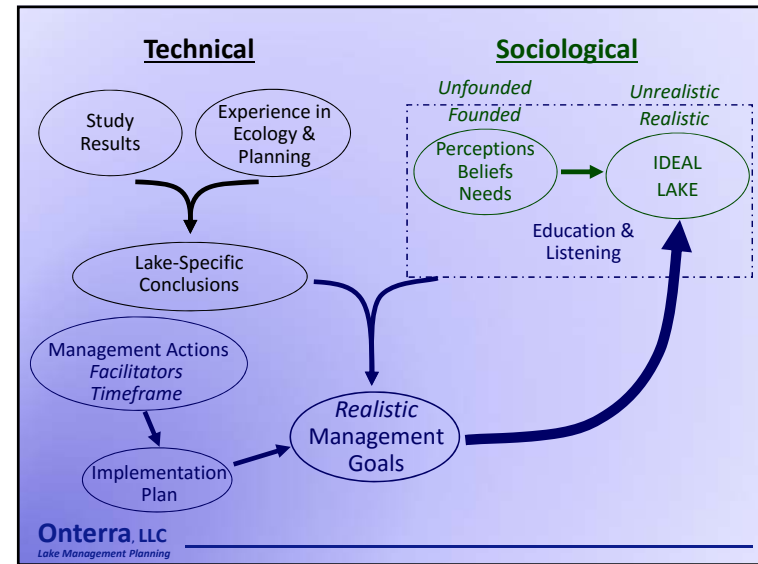 Technical
Sociological
Study
Results
Experience in
Ecology &
Planning
Unfounded
Founded
Unrealistic
Realistic
Perceptions
Beliefs
Needs
IDEAL
LAKE
Education &
Listening
Lake-Specific
Conclusions
Management Actions
Facilitators
Timeframe
Implementation
Plan
Realistic
Management
Goals
Onterra, LLC
Lake Management Planning